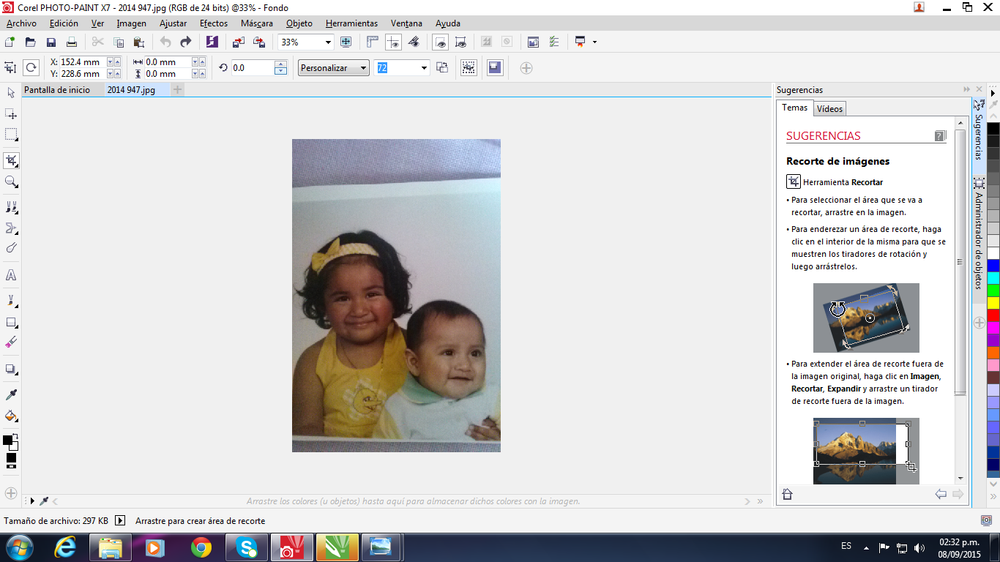 Corel PHOTO-PAINT X7 - 2014 947.jpg (RGB de 24 bits) @33% - Fondo
Archivo Edición Ver Imagen Ajustar Efectos Máscara Objeto Herramientas Ventana Ayuda
33%
X: 152.4 mm 0.0 mm 0.0 Personalizar 72
Y: 228.6 mm 0.0 mm
Pantalla de inicio 2014 947.jpg
Sugerencias
Temas Vídeos
SUGERENCIAS
Recorte de imágenes
Herramienta Recortar
• Para seleccionar el área que se va a
recortar, arrastre en la imagen.
• Para enderezar un área de recorte, haga
clic en el interior de la misma para que se
muestren los tiradores de rotación y
luego arrástrelos.
• Para extender el área de recorte fuera de
la imagen original, haga clic en Imagen,
Recortar, Expandir y arrastre un tirador
de recorte fuera de la imagen.
Sugerencias
Administrador de objetos
Arrastre los colores (u objetos) hasta aquí para almacenar dichos colores con la imagen.
Tamaño de archivo: 297 KB Arrastre para crear área de recorte
ES 02:32 p.m.
08/09/2015